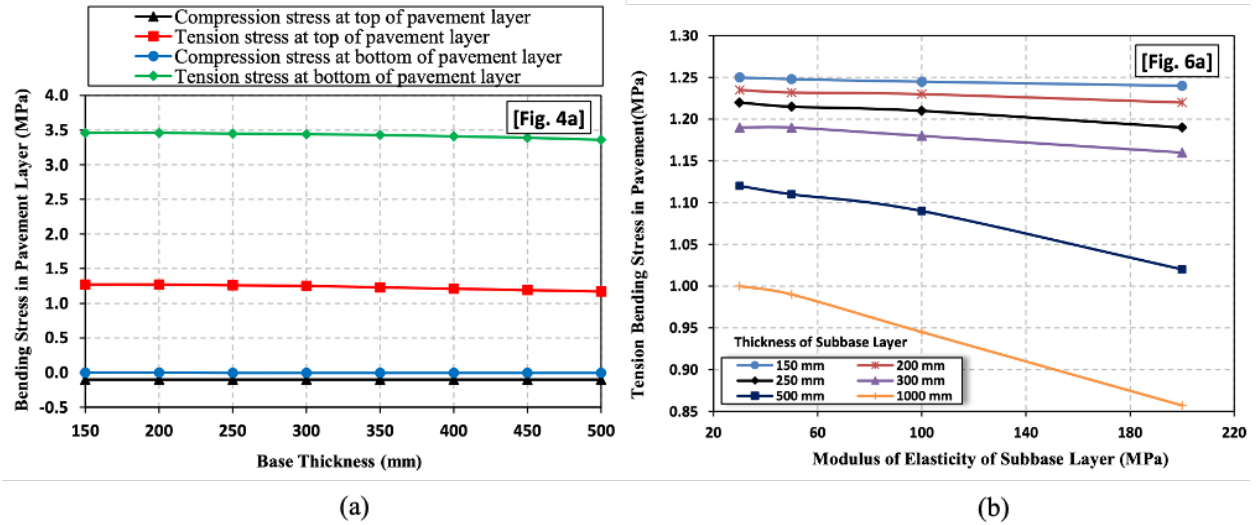 Compression stress at top of pavement layer
Tension stress at top of pavement layer
Compression stress at bottom of pavement layer
Tension stress at bottom of pavement layer
[Fig. 4a]
Bending Stress in Pavement Layer (MPa)
4.0
3.5
3.0
2.5
2.0
1.5
1.0
0.5
0.0
-0.5
150 200 250 300 350 400 450 500
Base Thickness (mm)
(a)
[Fig. 6a]
Tension Bending Stress in Pavement(MPa)
1.30
1.25
1.20
1.15
1.10
1.05
1.00
0.95
0.90
0.85
Thickness of Subbase Layer
150 mm 200 mm
250 mm 300 mm
500 mm 1000 mm
20 60 100 140 180 220
Modulus of Elasticity of Subbase Layer (MPa)
(b)